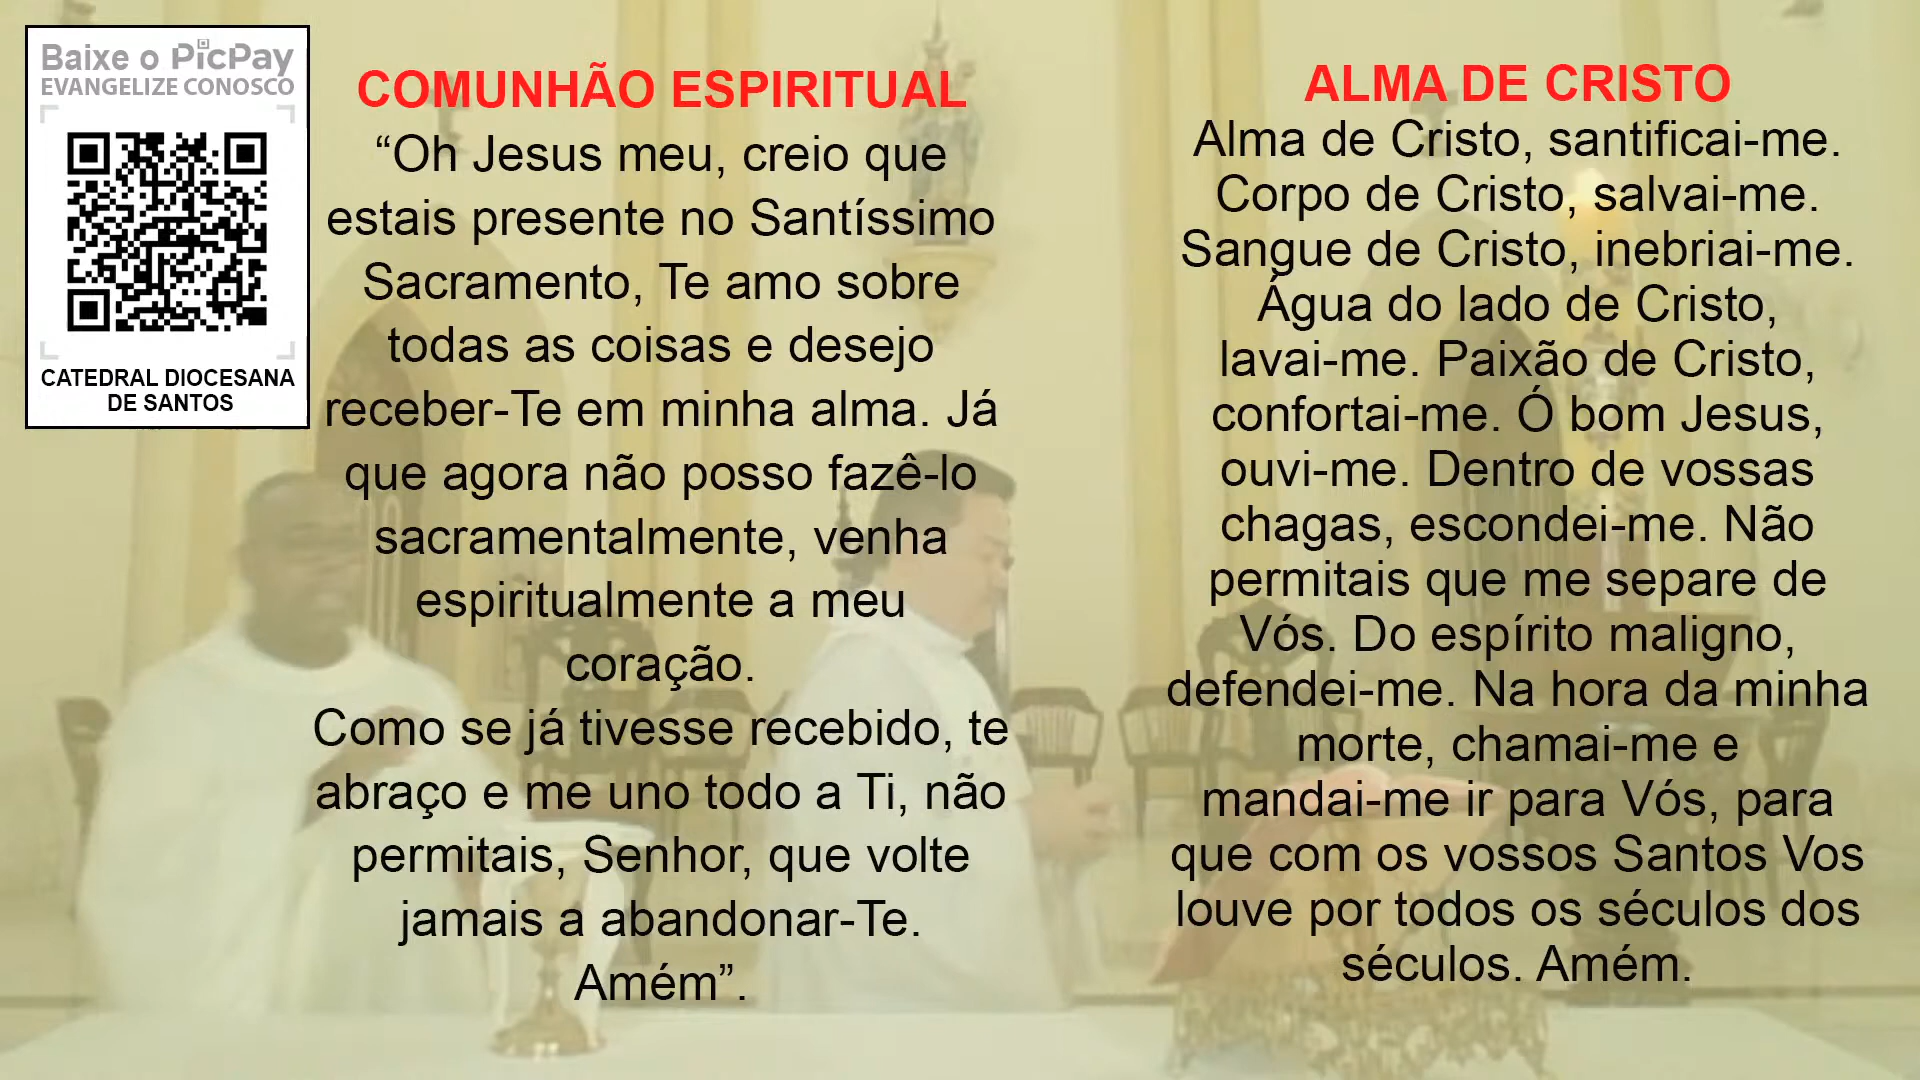 Baixe o PicPay
EVANGELIZE CONOSCO
CATEDRAL DIOCESANA
DE SANTOS
COMUNHÃO ESPIRITUAL
“Oh Jesus meu, creio que
estais presente no Santíssimo
Sacramento, Te amo sobre
todas as coisas e desejo
receber-Te em minha alma. Já
que agora não posso fazê-lo
sacramentalmente, venha
espiritualmente a meu
coração.
Como se já tivesse recebido, te
abraço e me uno todo a Ti, não
permitais, Senhor, que volte
jamais a abandonar-Te.
Amém”.
ALMA DE CRISTO
Alma de Cristo, santificai-me.
Corpo de Cristo, salvai-me.
Sangue de Cristo, inebriai-me.
Água do lado de Cristo,
lavai-me. Paixão de Cristo,
confortai-me. Ó bom Jesus,
ouvi-me. Dentro de vossas
chagas, escondei-me. Não
permitais que me separe de
Vós. Do espírito maligno,
defendei-me. Na hora da minha
morte, chamai-me e
mandai-me ir para Vós, para
que com os vossos Santos Vos
louve por todos os séculos dos
séculos. Amém.